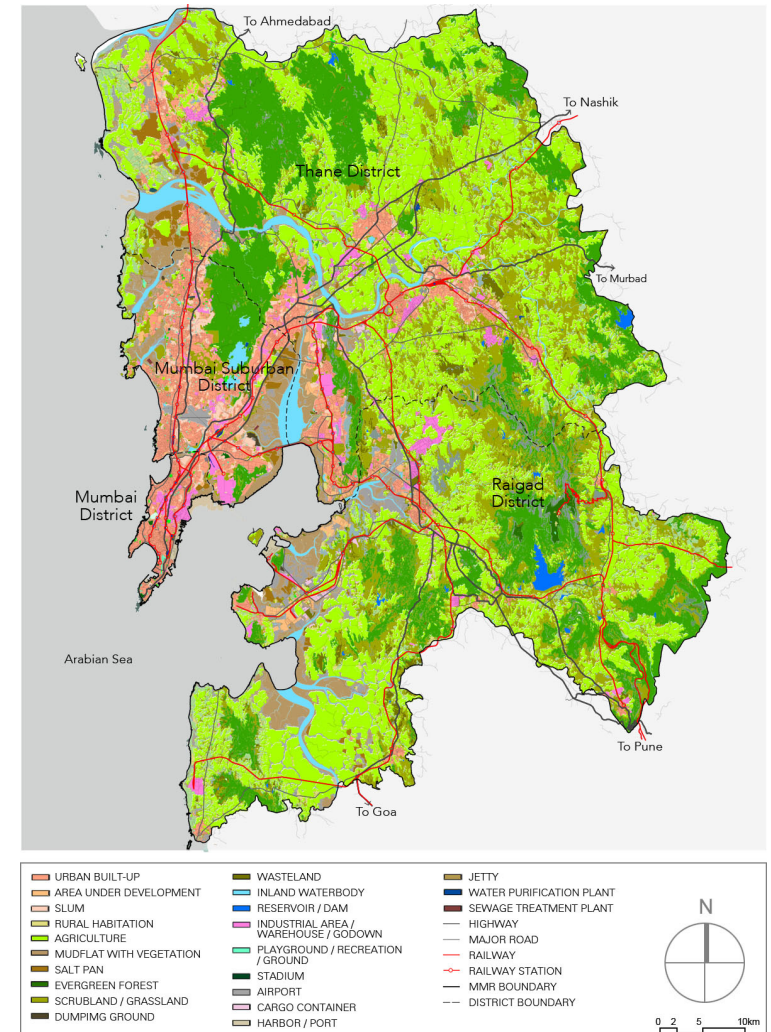 To Ahmedabad
To Nashik
Thane District
To Murbad
Mumbai Suburban
District
Mumbai
District
Raigad
District
Arabian Sea
To Pune
To Goa
URBAN BUILT-UP
AREA UNDER DEVELOPMENT
SLUM
RURAL HABITATION
AGRICULTURE
MUDFLAT WITH VEGETATION
SALT PAN
EVERGREEN FOREST
SCRUBLAND / GRASSLAND
DUMPIMG GROUND
WASTELAND
INLAND WATERBODY
RESERVOIR / DAM
INDUSTRIAL AREA /
WAREHOUSE / GODOWN
PLAYGROUND / RECREATION
/ GROUND
STADIUM
AIRPORT
CARGO CONTAINER
HARBOR / PORT
JETTY
WATER PURIFICATION PLANT
SEWAGE TREATMENT PLANT
HIGHWAY
MAJOR ROAD
RAILWAY
RAILWAY STATION
MMR BOUNDARY
DISTRICT BOUNDARY
N
0 2 5 10km